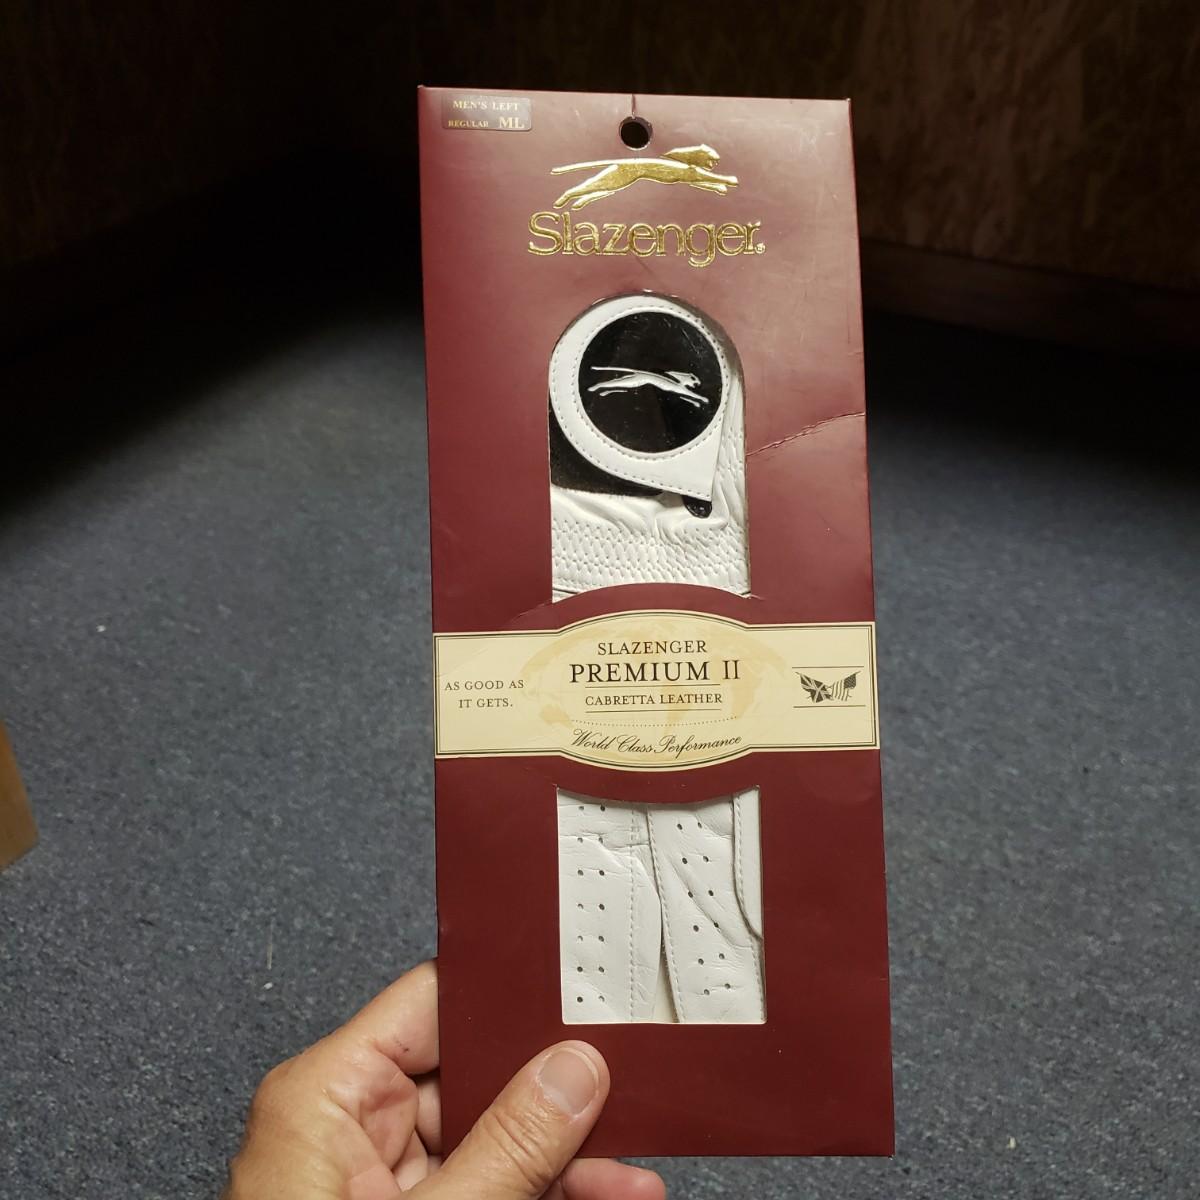 MEN'S LEFT
REGULAR ML
Slazenger
SLAZENGER
PREMIUM II
CABRETTA LEATHER
World Class Performance
AS GOOD AS
IT GETS.